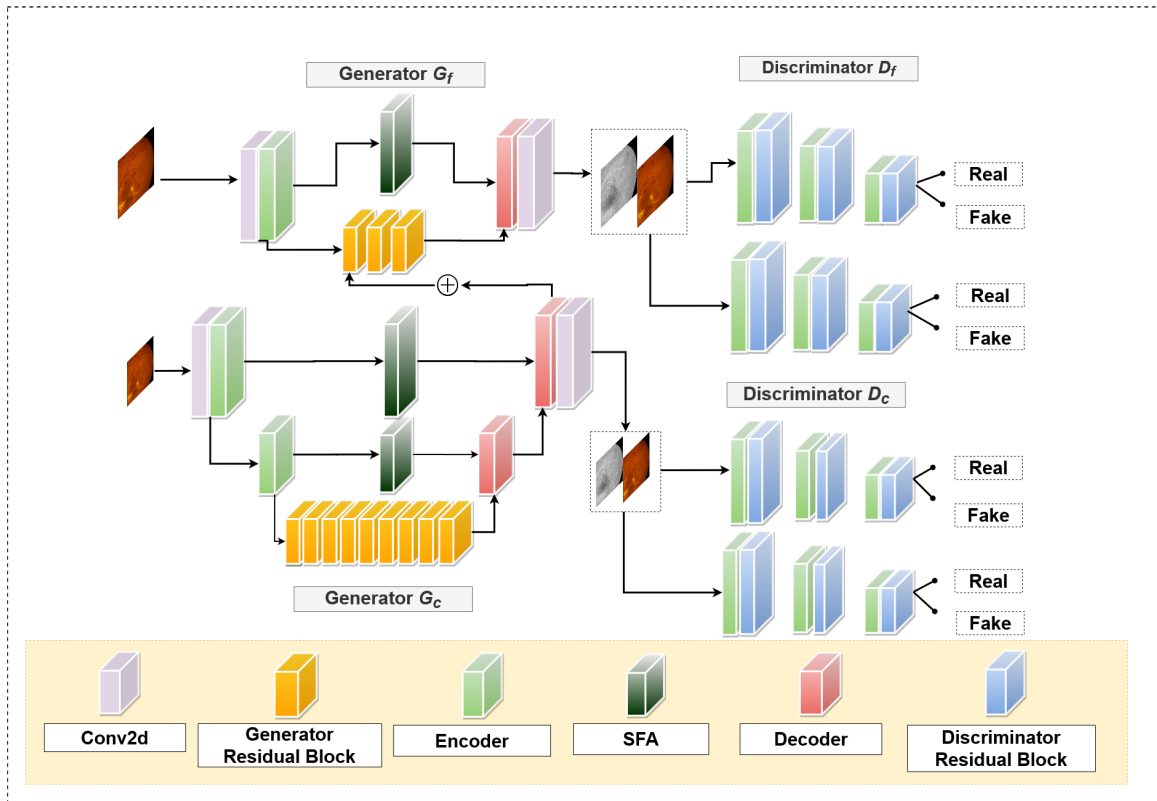 Generator Gf
Discriminator Df
Real
Fake
Real
Fake
Discriminator Dc
Real
Fake
Real
Fake
Generator Gc
Conv2d
Generator
Residual Block
Encoder
SFA
Decoder
Discriminator
Residual Block